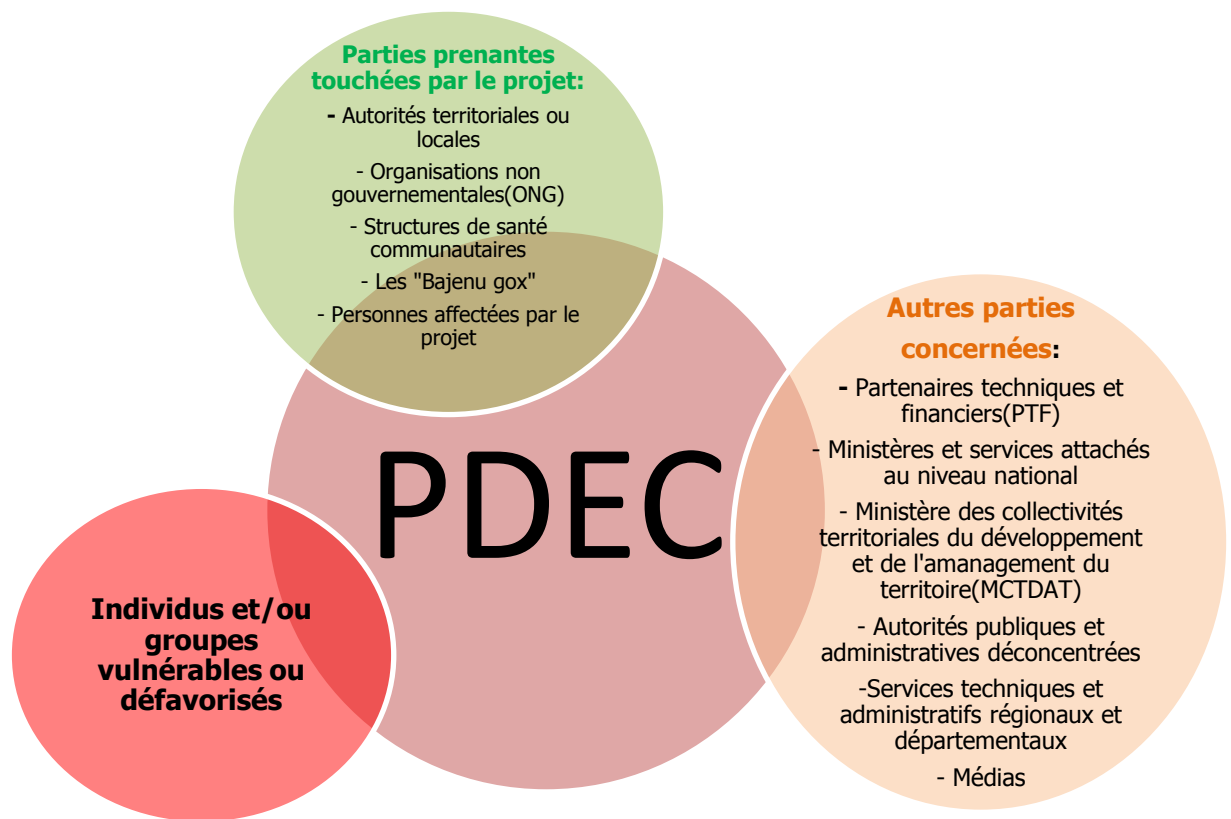 Parties prenantes
touchées par le projet:
- Autorités territoriales ou
locales
- Organisations non
gouvernementales(ONG)
- Structures de santé
communautaires
- Les "Bajenu gox"
- Personnes affectées par le
projet
PDEC
Autres parties
concernées:
- Partenaires techniques et
financiers(PTF)
- Ministères et services attachés
au niveau national
- Ministère des collectivités
territoriales du développement
et de l'amanagement du
territoire(MCTDAT)
- Autorités publiques et
administratives déconcentrées
-Services techniques et
administratifs régionaux et
départementaux
- Médias
Individus et/ou
groupes
vulnérables ou
défavorisés